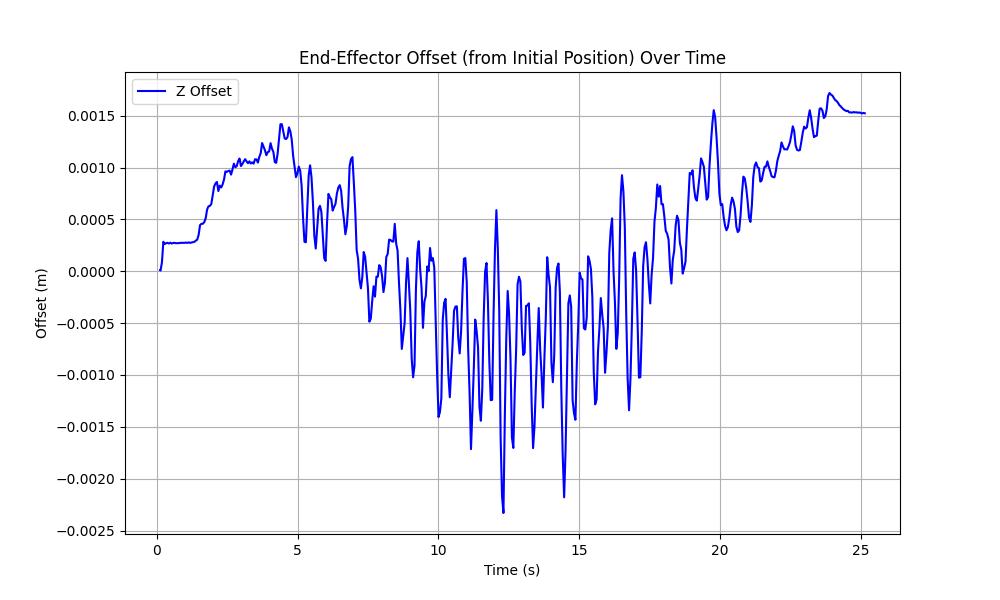 End-Effector Offset (from Initial Position) Over Time
Z Offset
0.0015
0.0010
0.0005
0.0000
−0.0005
−0.0010
−0.0015
−0.0020
−0.0025
Offset (m)
0 5 10 15 20 25
Time (s)